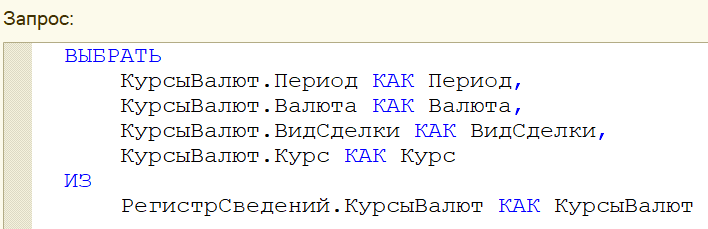 Запрос:
ВЫБРАТЬ
КурсыВалют.Период КАК Период,
КурсыВалют.Валюта КАК Валюта,
КурсыВалют.ВидСделки КАК ВидСделки,
КурсыВалют.Курс КАК Курс
ИЗ
РегистрСведений.КурсыВалют КАК КурсыВалют